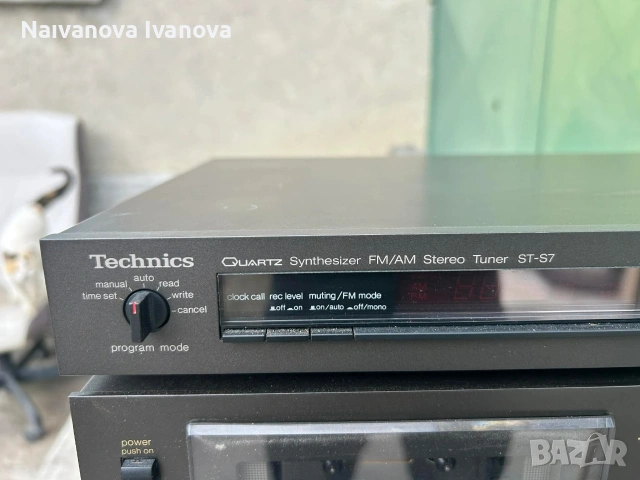 Naivanova Ivanova
Technics
QUARTZ Synthesizer FM/AM Stereo Tuner ST-S7
auto
manual read
time set write
cancel
program mode
clock call rec level muting/FM mode
off on on/auto off/mono
power
push on
BAZAR